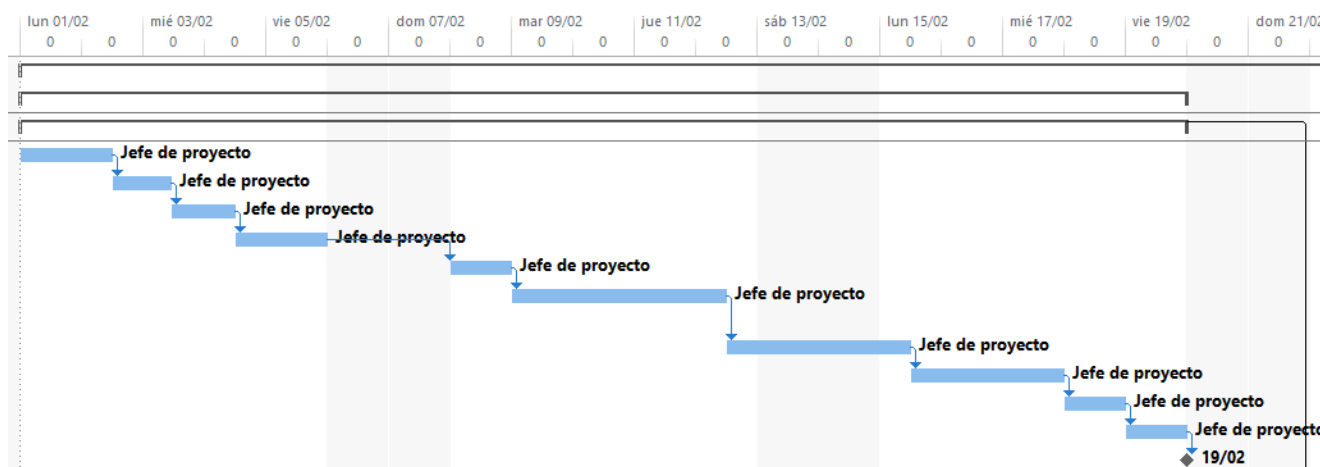 lun 01/02 mié 03/02 vie 05/02 dom 07/02 mar 09/02 jue 11/02 sáb 13/02 lun 15/02 mié 17/02 vie 19/02 dom 21/02
0 0 0 0 0 0 0 0 0 0 0 0 0 0 0 0 0 0 0 0 0
Jefe de proyecto
Jefe de proyecto
Jefe de proyecto
Jefe de proyecto
Jefe de proyecto
Jefe de proyecto
Jefe de proyecto
Jefe de proyecto
Jefe de proyecto
Jefe de proyecto
19/02